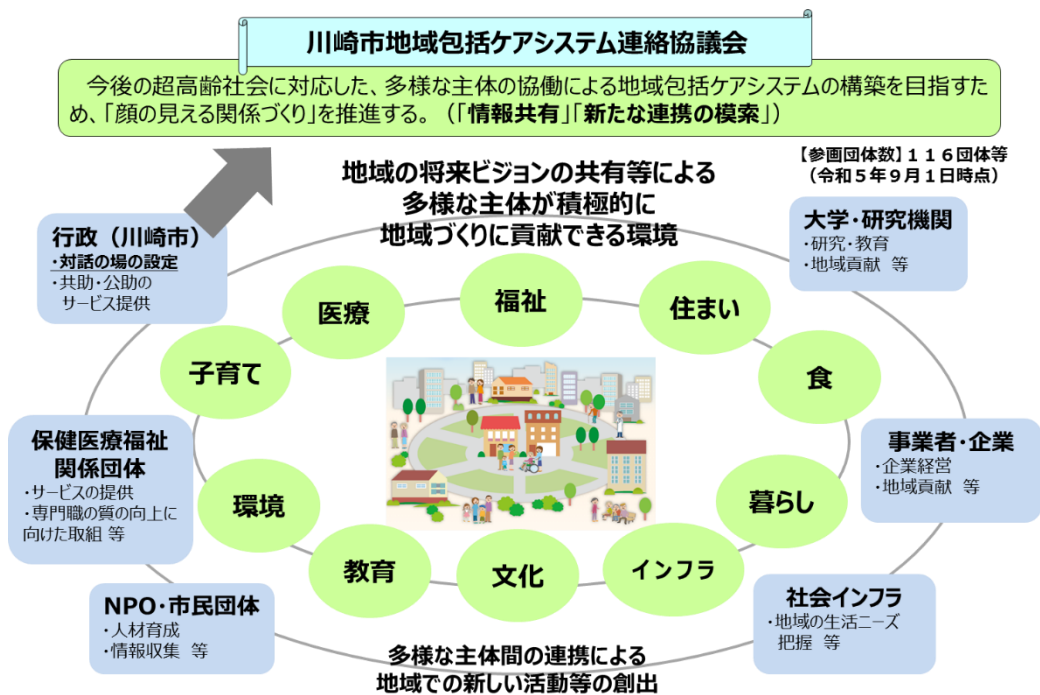 川崎市地域包括ケアシステム連絡協議会
今後の超高齢社会に対応した、多様な主体の協働による地域包括ケアシステムの構築を目指すた
め、「顔の見える関係づくり」を推進する。（「情報共有」「新たな連携の模索」）
【参画団体数】１１６団体等
（令和５年９月１日時点）
地域の将来ビジョンの共有等による
多様な主体が積極的に
地域づくりに貢献できる環境
行政（川崎市）
・対話の場の設定
・共助・公助の
サービス提供
大学・研究機関
・研究・教育
・地域貢献 等
医療
福祉
住まい
子育て
食
保健医療福祉
関係団体
・サービスの提供
・専門職の質の向上に
向けた取組 等
事業者・企業
・企業経営
・地域貢献 等
環境
暮らし
教育
文化
インフラ
NPO・市民団体
・人材育成
・情報収集 等
社会インフラ
・地域の生活ニーズ
把握 等
多様な主体間の連携による
地域での新しい活動等の創出